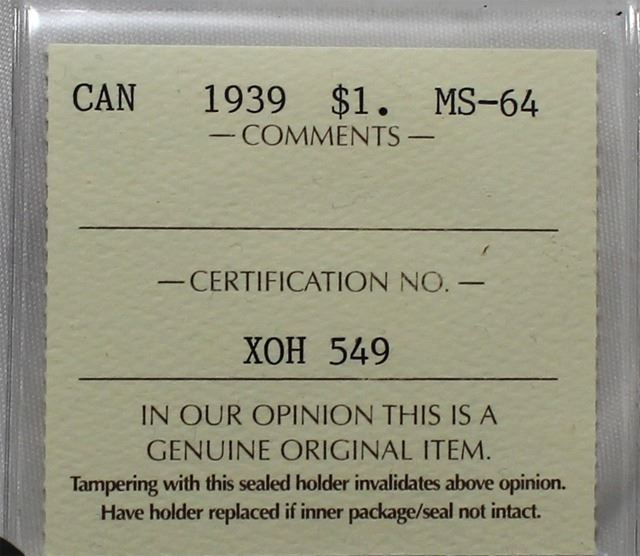 CAN 1939 $1. MS-64
— COMMENTS —
— CERTIFICATION NO. —
XOH 549
IN OUR OPINION THIS IS A
GENUINE ORIGINAL ITEM.
Tampering with this sealed holder invalidates above opinion.
Have holder replaced if inner package/seal not intact.